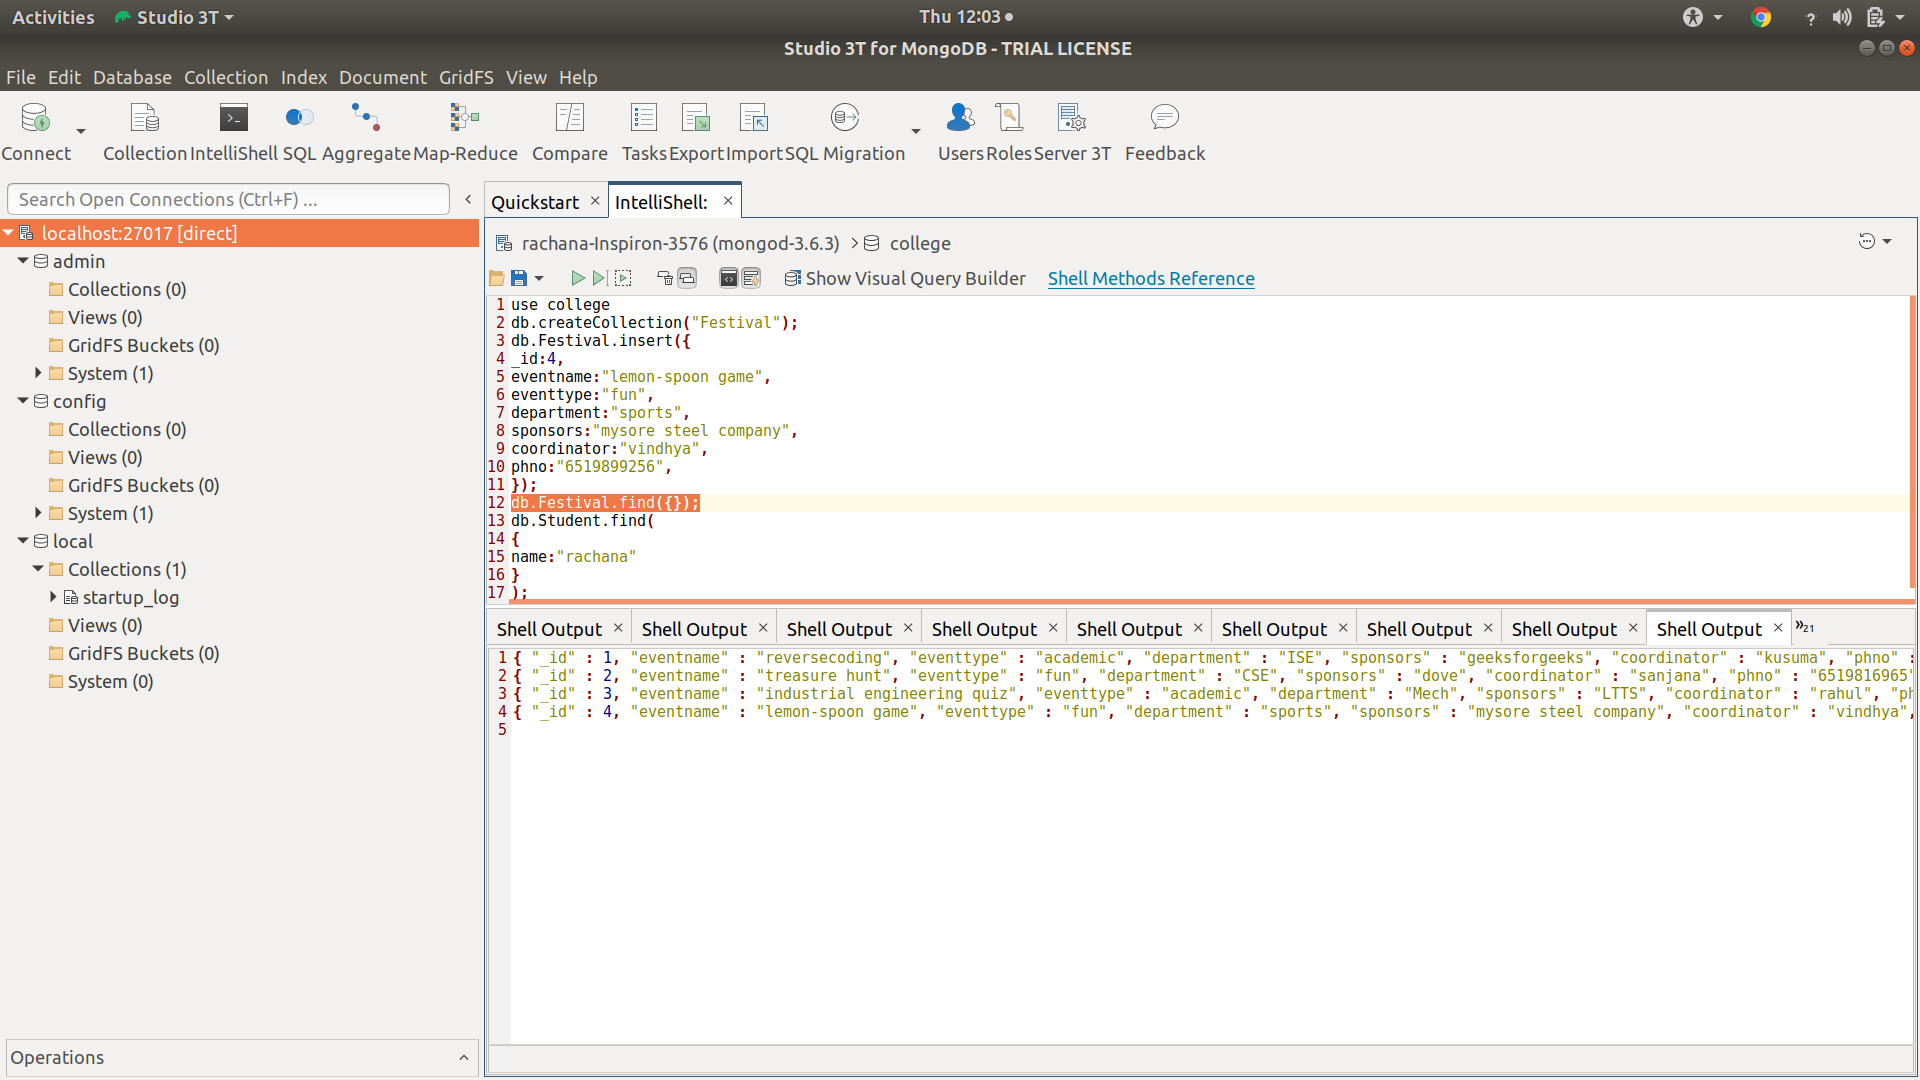 Activities Studio 3T Thu 12:03
Studio 3T for MongoDB - TRIAL LICENSE
File Edit Database Collection Index Document GridFS View Help
Connect Collection IntelliShell SQL Aggregate Map-Reduce Compare Tasks Export Import SQL Migration Users Roles Server 3T Feedback
Search Open Connections (Ctrl+F) ...
localhost:27017 [direct]
admin
Collections (0)
Views (0)
GridFS Buckets (0)
System (1)
config
Collections (0)
Views (0)
GridFS Buckets (0)
System (1)
local
Collections (1)
startup_log
Views (0)
GridFS Buckets (0)
System (0)
Operations
Quickstart IntelliShell:
rachana-Inspiron-3576 (mongod-3.6.3) > college
Show Visual Query Builder Shell Methods Reference
1 use college
2 db.createCollection("Festival");
3 db.Festival.insert({
4 _id:4,
5 eventname:"lemon-spoon game",
6 eventtype:"fun",
7 department:"sports",
8 sponsors:"mysore steel company",
9 coordinator:"vindhya",
10 phno:"6519899256",
11 });
12 db.Festival.find({});
13 db.Student.find(
14 {
15 name:"rachana"
16 }
17 );
Shell Output Shell Output Shell Output Shell Output Shell Output Shell Output Shell Output Shell Output Shell Output »21
1 { "_id" : 1, "eventname" : "reversecoding", "eventtype" : "academic", "department" : "ISE", "sponsors" : "geeksforgeeks", "coordinator" : "kusuma", "phno" :
2 { "_id" : 2, "eventname" : "treasure hunt", "eventtype" : "fun", "department" : "CSE", "sponsors" : "dove", "coordinator" : "sanjana", "phno" : "6519816965"
3 { "_id" : 3, "eventname" : "industrial engineering quiz", "eventtype" : "academic", "department" : "Mech", "sponsors" : "LTTS", "coordinator" : "rahul", "ph
4 { "_id" : 4, "eventname" : "lemon-spoon game", "eventtype" : "fun", "department" : "sports", "sponsors" : "mysore steel company", "coordinator" : "vindhya",
5